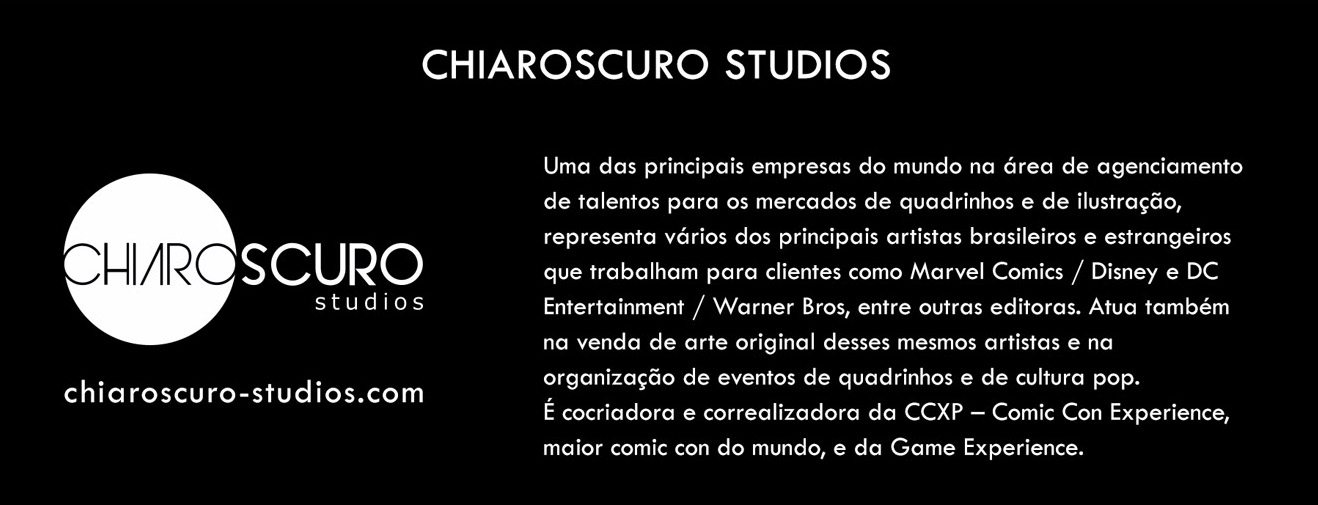 CHIAROSCURO STUDIOS
CHIAROSCURO
studios
chiaroscuro-studios.com
Uma das principais empresas do mundo na área de agenciamento
de talentos para os mercados de quadrinhos e de ilustração,
representa vários dos principais artistas brasileiros e estrangeiros
que trabalham para clientes como Marvel Comics / Disney e DC
Entertainment / Warner Bros, entre outras editoras. Atua também
na venda de arte original desses mesmos artistas e na
organização de eventos de quadrinhos e de cultura pop.
É cocriadora e correalizadora da CCXP – Comic Con Experience,
maior comic con do mundo, e da Game Experience.